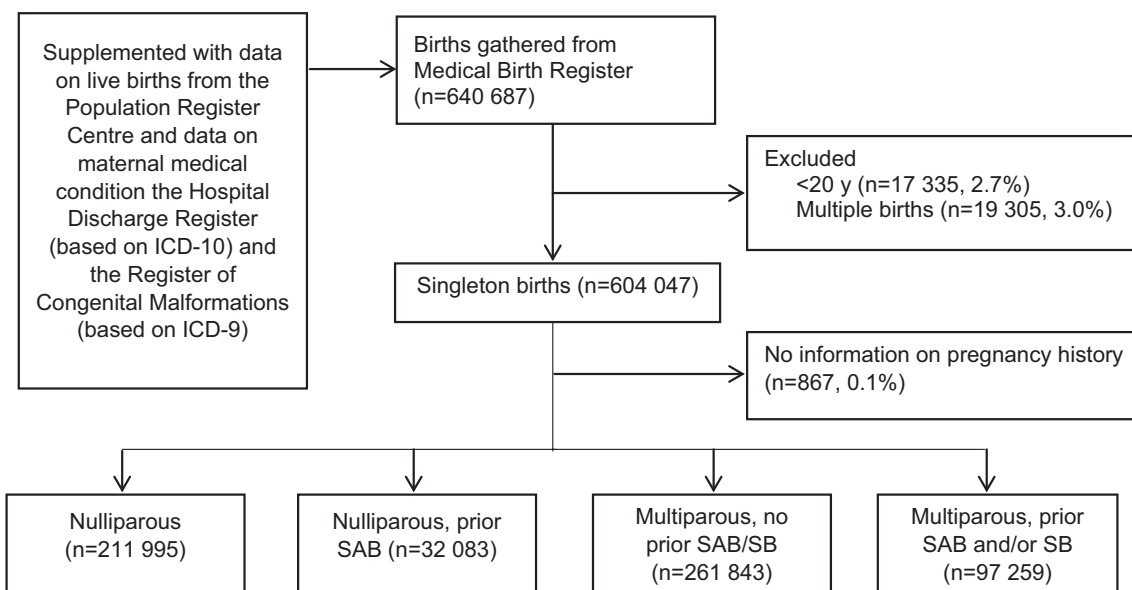 Supplemented with data
on live births from the
Population Register
Centre and data on
maternal medical
condition the Hospital
Discharge Register
(based on ICD-10) and
the Register of
Congenital Malformations
(based on ICD-9)
Births gathered from
Medical Birth Register
(n=640 687)
Excluded
<20 y (n=17 335, 2.7%)
Multiple births (n=19 305, 3.0%)
Singleton births (n=604 047)
No information on pregnancy history
(n=867, 0.1%)
Nulliparous
(n=211 995)
Nulliparous, prior
SAB (n=32 083)
Multiparous, no
prior SAB/SB
(n=261 843)
Multiparous, prior
SAB and/or SB
(n=97 259)